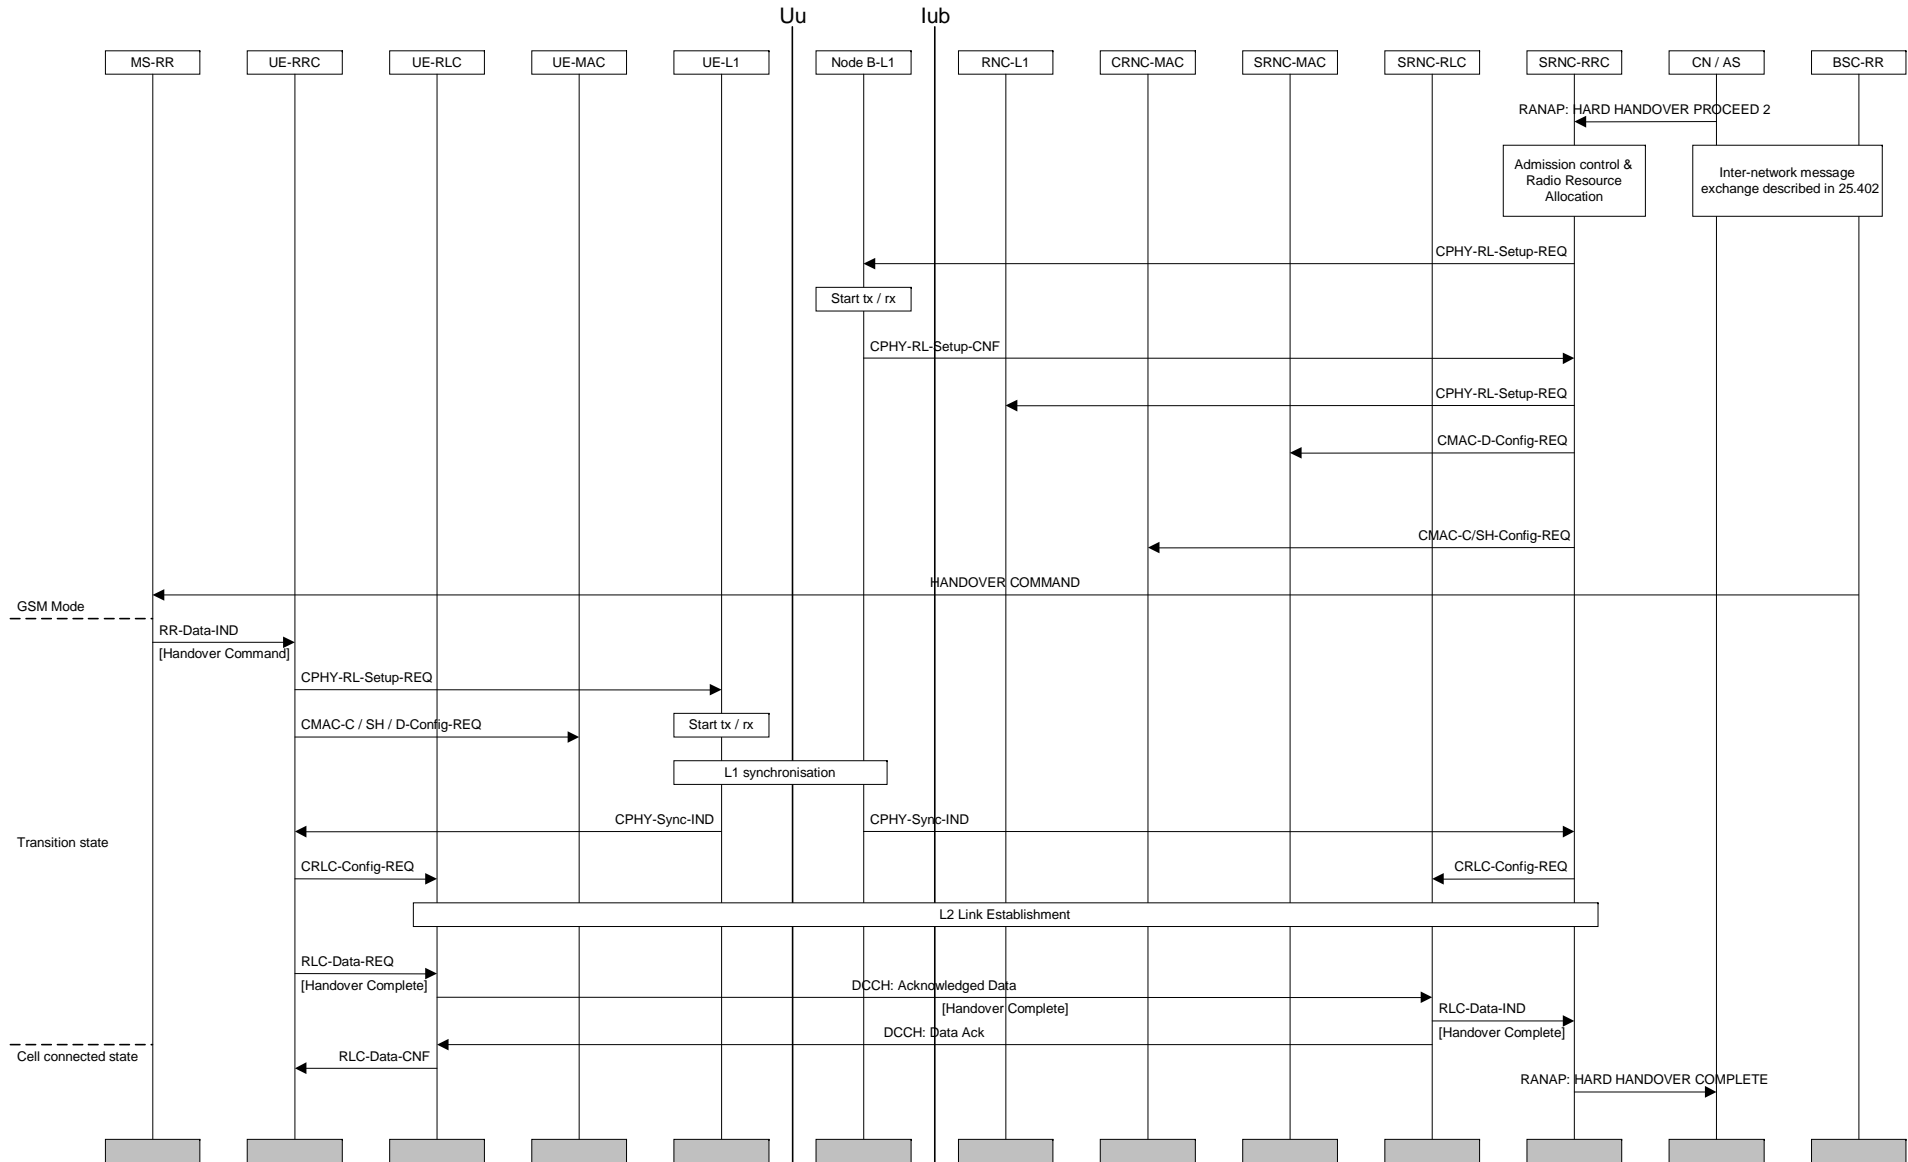 Uu
Iub
MS-RR
UE-RRC
UE-RLC
UE-MAC
UE-L1
Node B-L1
RNC-L1
CRNC-MAC
SRNC-MAC
SRNC-RLC
SRNC-RRC
CN / AS
BSC-RR
RANAP: HARD HANDOVER PROCEED 2
Admission control &
Radio Resource
Allocation
Inter-network message
exchange described in 25.402
CPHY-RL-Setup-REQ
Start tx / rx
CPHY-RL-Setup-CNF
CPHY-RL-Setup-REQ
CMAC-D-Config-REQ
CMAC-C/SH-Config-REQ
HANDOVER COMMAND
GSM Mode
RR-Data-IND
[Handover Command]
CPHY-RL-Setup-REQ
CMAC-C / SH / D-Config-REQ
Start tx / rx
L1 synchronisation
CPHY-Sync-IND
CPHY-Sync-IND
Transition state
CRLC-Config-REQ
CRLC-Config-REQ
L2 Link Establishment
RLC-Data-REQ
[Handover Complete]
DCCH: Acknowledged Data
[Handover Complete]
RLC-Data-IND
[Handover Complete]
DCCH: Data Ack
Cell connected state
RLC-Data-CNF
RANAP: HARD HANDOVER COMPLETE